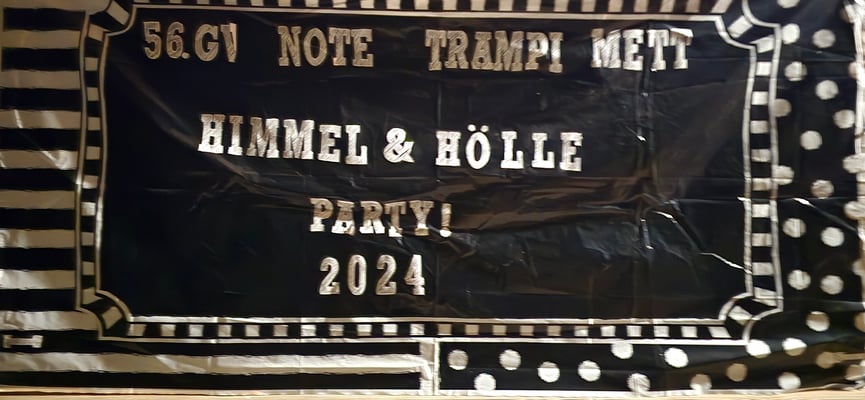 56.GV NOTE TRAMPI METT
HIMMEL & HÖLLE
PARTY!
2024